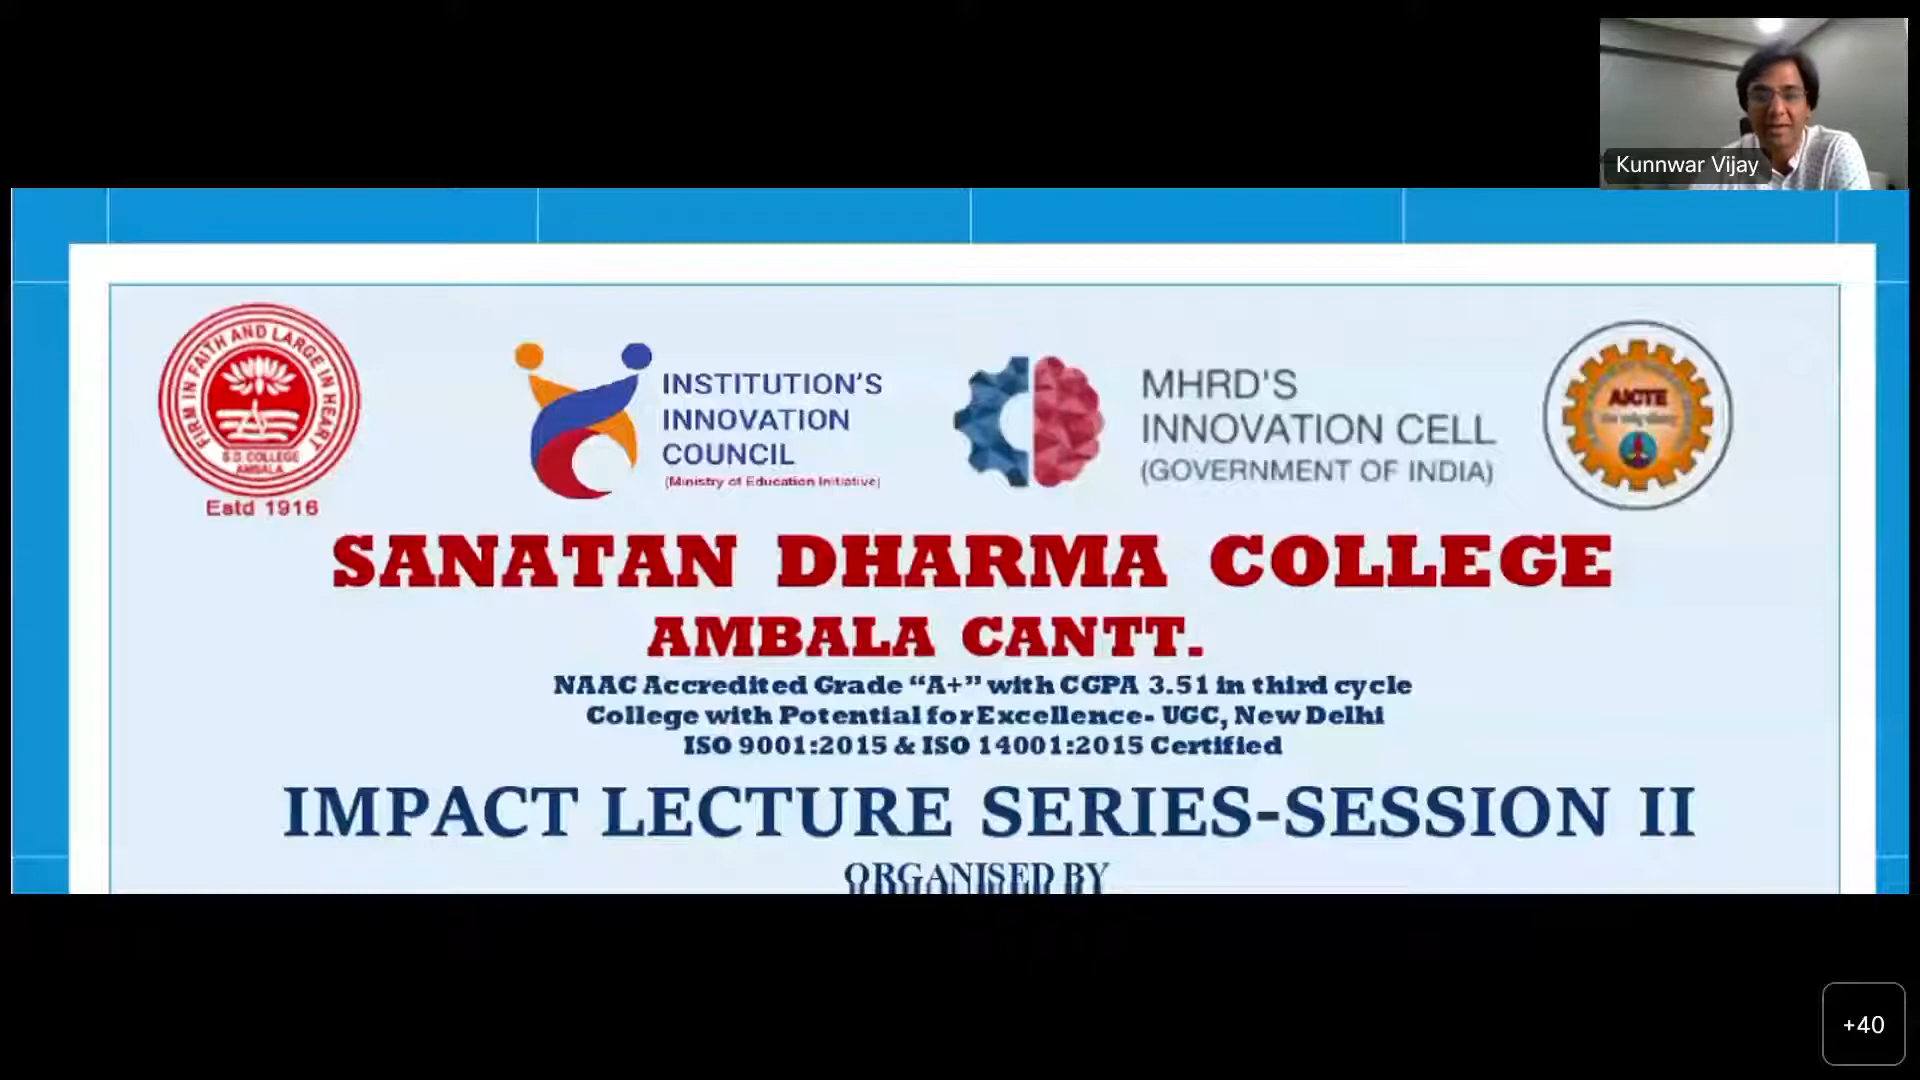 Kunnwar Vijay
FIRM IN FAITH AND LARGE IN HEART
S.D. COLLEGE
AMBALA
Estd 1916
INSTITUTION'S
INNOVATION
COUNCIL
(Ministry of Education Initiative)
MHRD'S
INNOVATION CELL
(GOVERNMENT OF INDIA)
AICTE
SANATAN DHARMA COLLEGE
AMBALA CANTT.
NAAC Accredited Grade “A+” with CGPA 3.51 in third cycle
College with Potential for Excellence- UGC, New Delhi
ISO 9001:2015 & ISO 14001:2015 Certified
IMPACT LECTURE SERIES-SESSION II
ORGANISED BY
+40